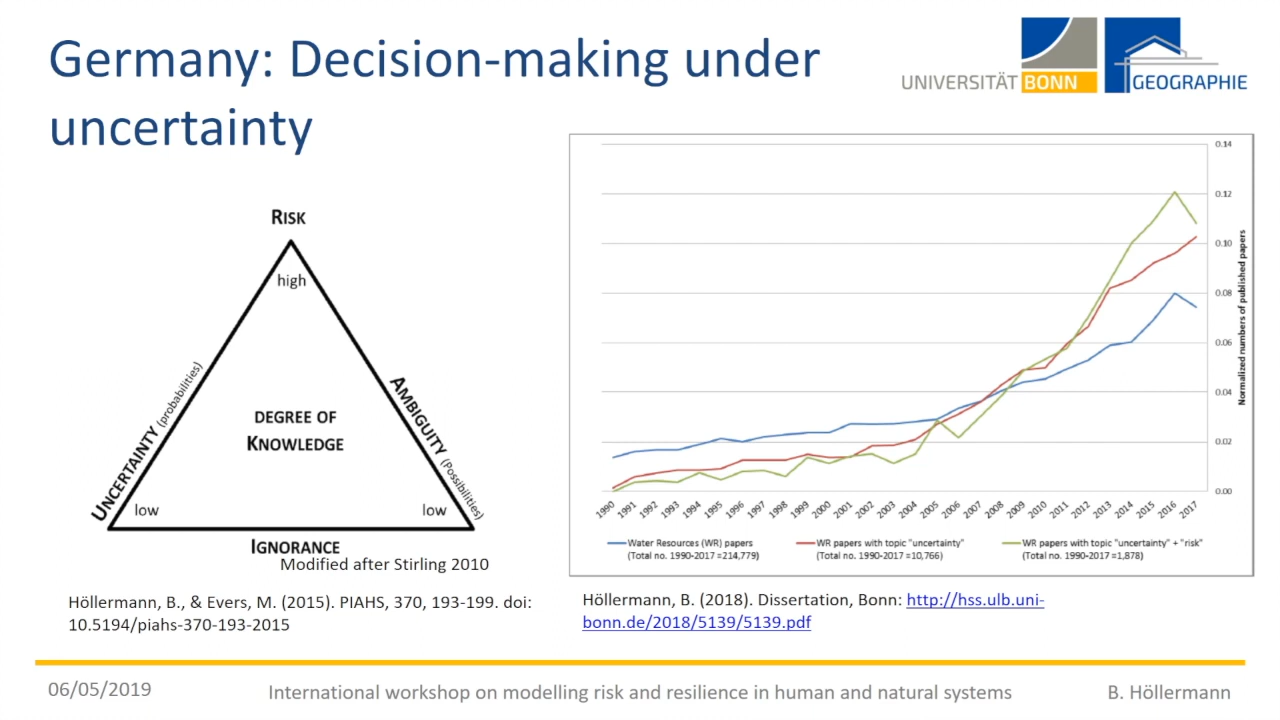 Germany: Decision-making under
uncertainty
UNIVERSITÄT BONN
GEOGRAPHIE
RISK
high
UNCERTAINTY (probabilities)
AMBIGUITY (Possibilities)
DEGREE OF
KNOWLEDGE
low
low
IGNORANCE
Modified after Stirling 2010
Höllermann, B., & Evers, M. (2015). PIAHS, 370, 193-199. doi:
10.5194/piahs-370-193-2015
0.14
0.12
0.10
0.08
0.06
0.04
0.02
0.00
Normalized numbers of published papers
1990 1991 1992 1993 1994 1995 1996 1997 1998 1999 2000 2001 2002 2003 2004 2005 2006 2007 2008 2009 2010 2011 2012 2013 2014 2015 2016 2017
Water Resources (WR) papers
(Total no. 1990-2017 =214,779)
WR papers with topic "uncertainty"
(Total no. 1990-2017 =10,766)
WR papers with topic "uncertainty" + "risk"
(Total no. 1990-2017 =1,878)
Höllermann, B. (2018). Dissertation, Bonn: http://hss.ulb.uni-
bonn.de/2018/5139/5139.pdf
06/05/2019
International workshop on modelling risk and resilience in human and natural systems
B. Höllermann